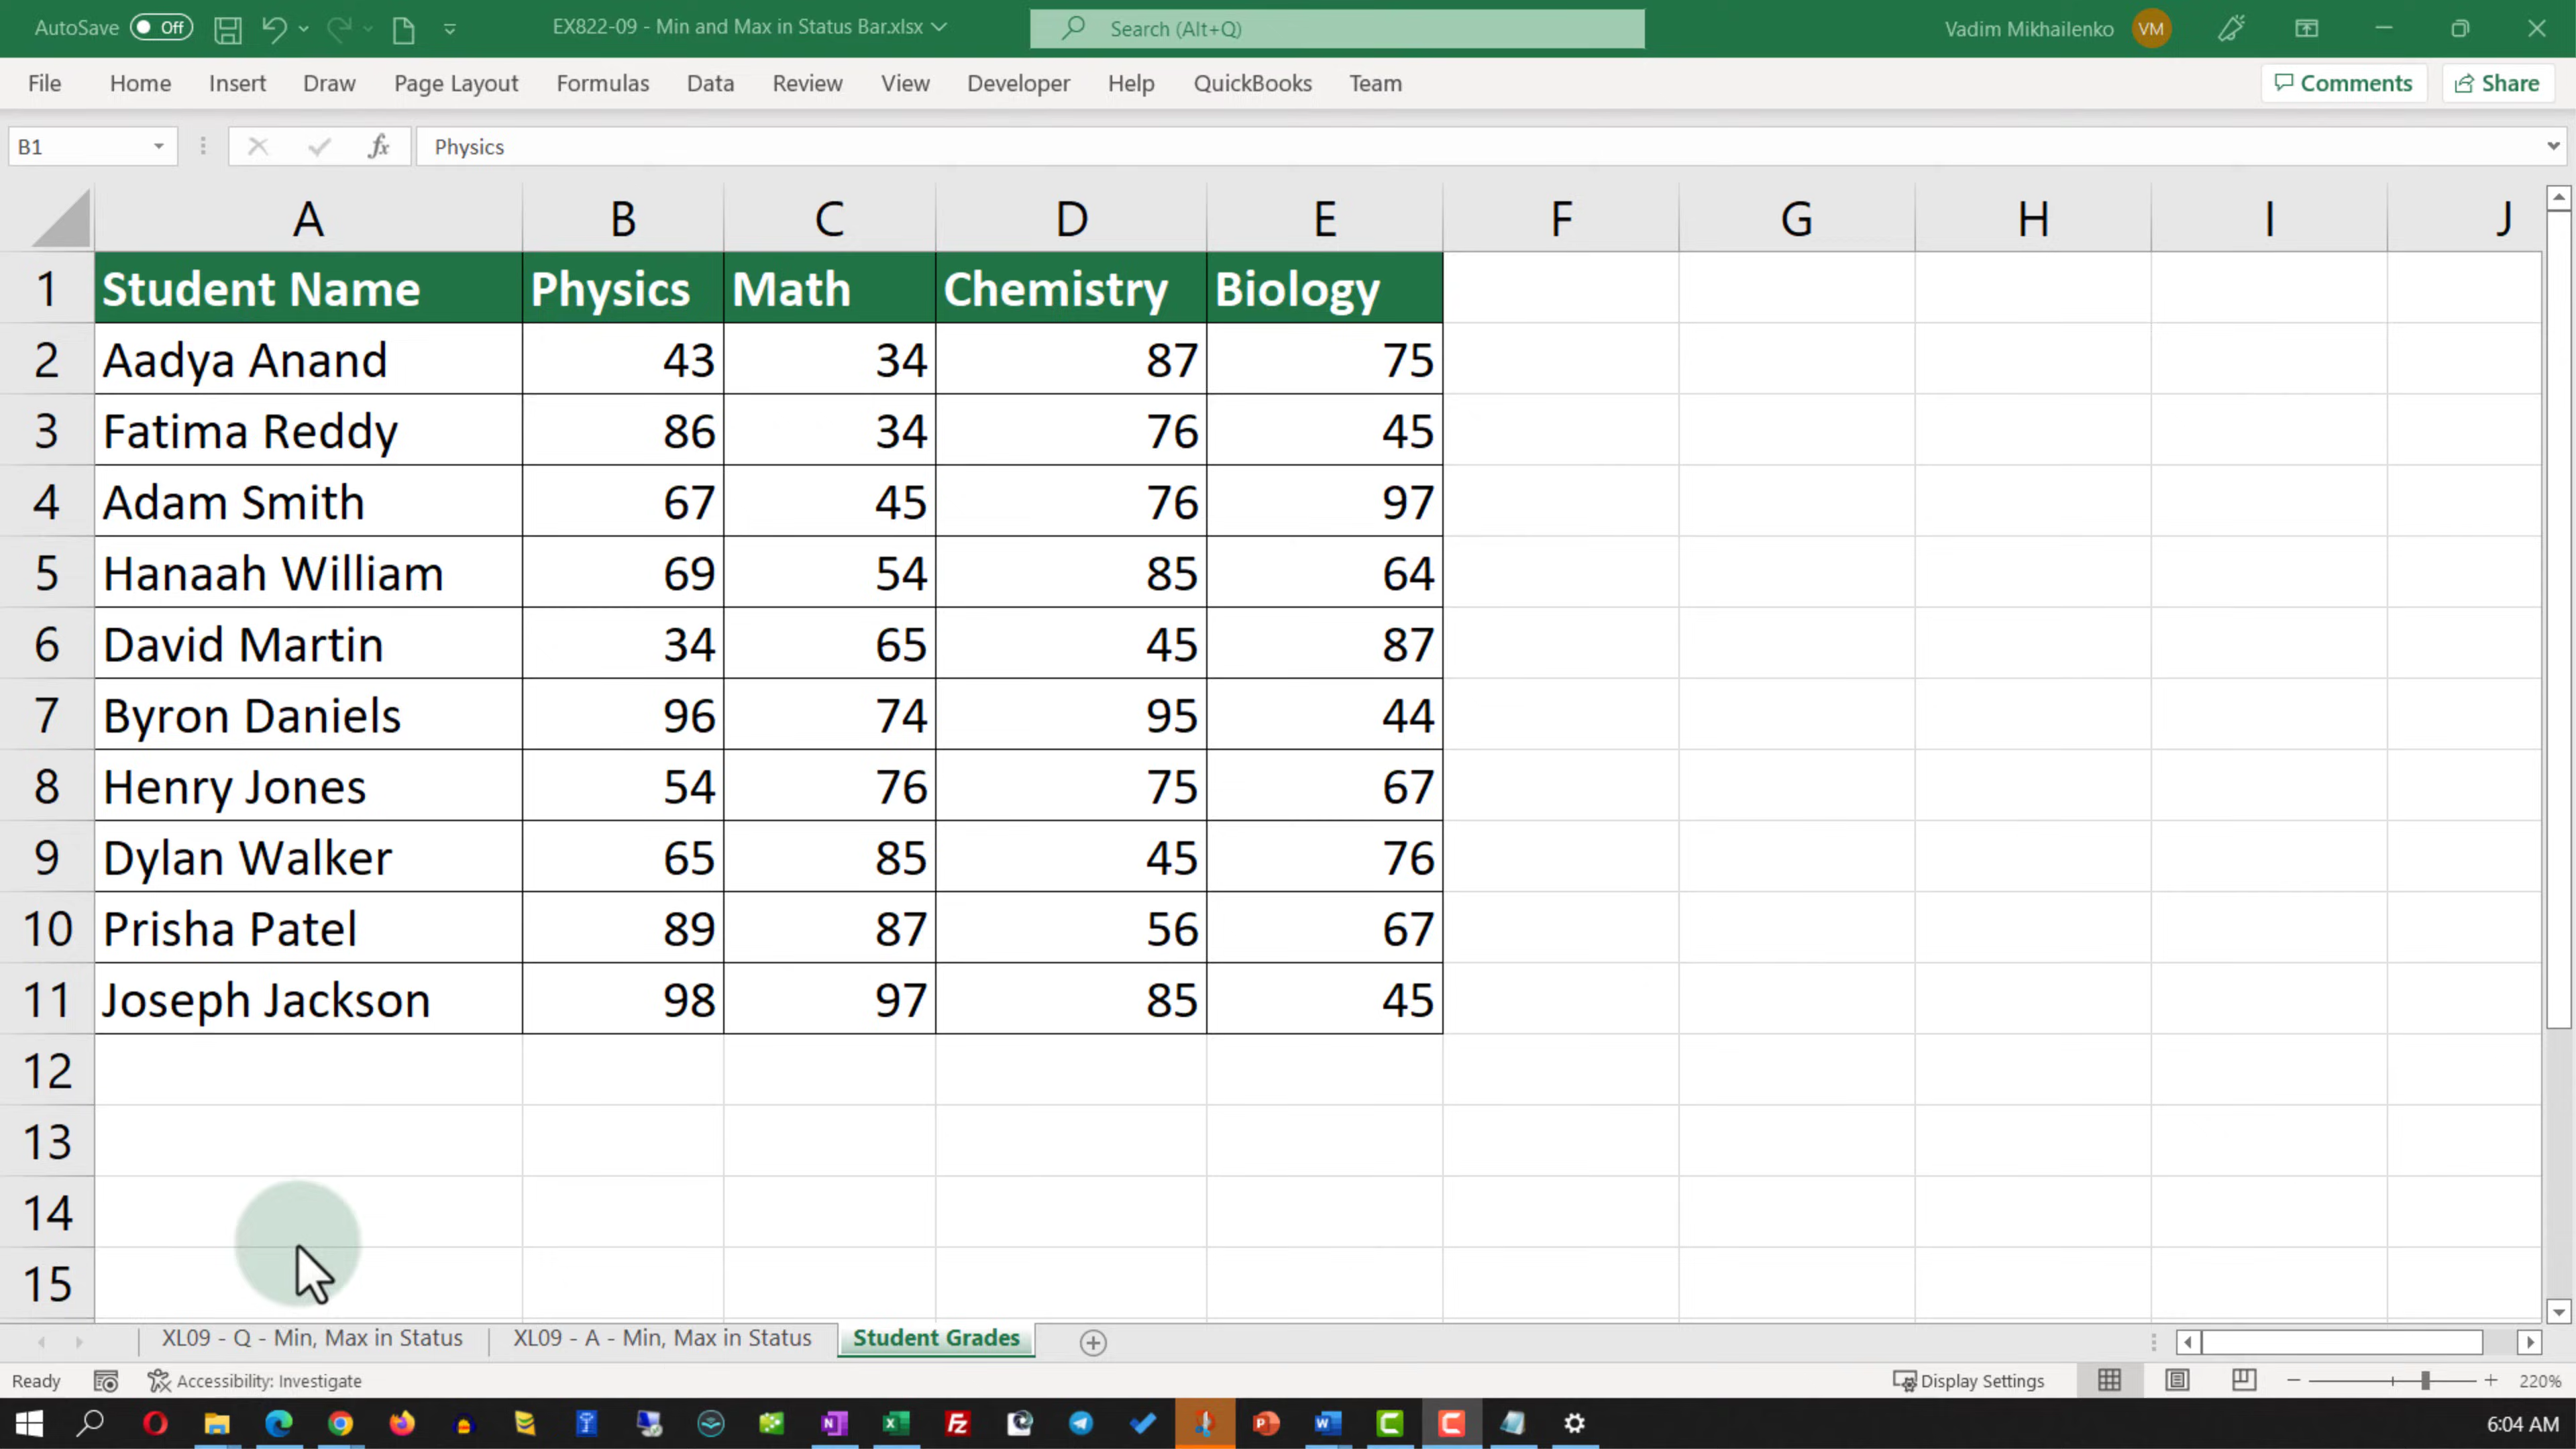 AutoSave Off EX822-09 - Min and Max in Status Bar.xlsx Search (Alt+Q) Vadim Mikhailenko VM
File Home Insert Draw Page Layout Formulas Data Review View Developer Help QuickBooks Team Comments Share
B1 fx Physics
A B C D E F G H I J
1 Student Name Physics Math Chemistry Biology
2 Aadya Anand 43 34 87 75
3 Fatima Reddy 86 34 76 45
4 Adam Smith 67 45 76 97
5 Hanaah William 69 54 85 64
6 David Martin 34 65 45 87
7 Byron Daniels 96 74 95 44
8 Henry Jones 54 76 75 67
9 Dylan Walker 65 85 45 76
10 Prisha Patel 89 87 56 67
11 Joseph Jackson 98 97 85 45
12
13
14
15
XL09 - Q - Min, Max in Status XL09 - A - Min, Max in Status Student Grades
Ready Accessibility: Investigate Display Settings 220%
6:04 AM